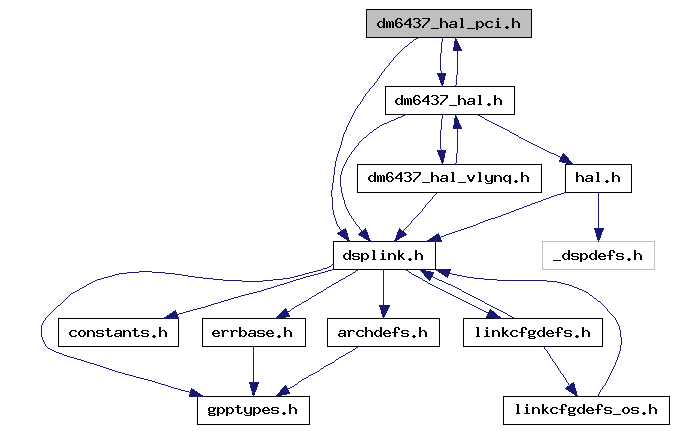 dm6437_hal_pci.h
dm6437_hal.h
dm6437_hal_vlynq.h
hal.h
dsplink.h
_dspdefs.h
constants.h
errbase.h
archdefs.h
linkcfgdefs.h
gpptypes.h
linkcfgdefs_os.h